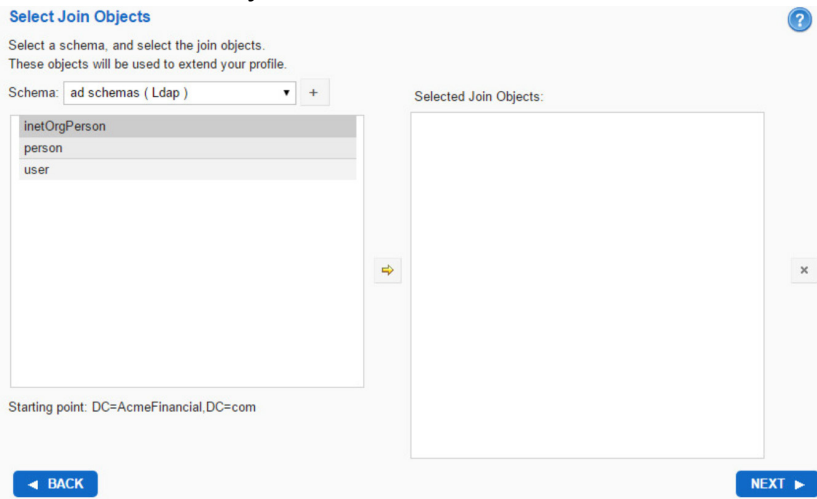 Select Join Objects
?
Select a schema, and select the join objects.
These objects will be used to extend your profile.
Schema: ad schemas ( Ldap ) ▼ +
Selected Join Objects:
inetOrgPerson
person
user
×
Starting point: DC=AcmeFinancial,DC=com
◄ BACK
NEXT ►